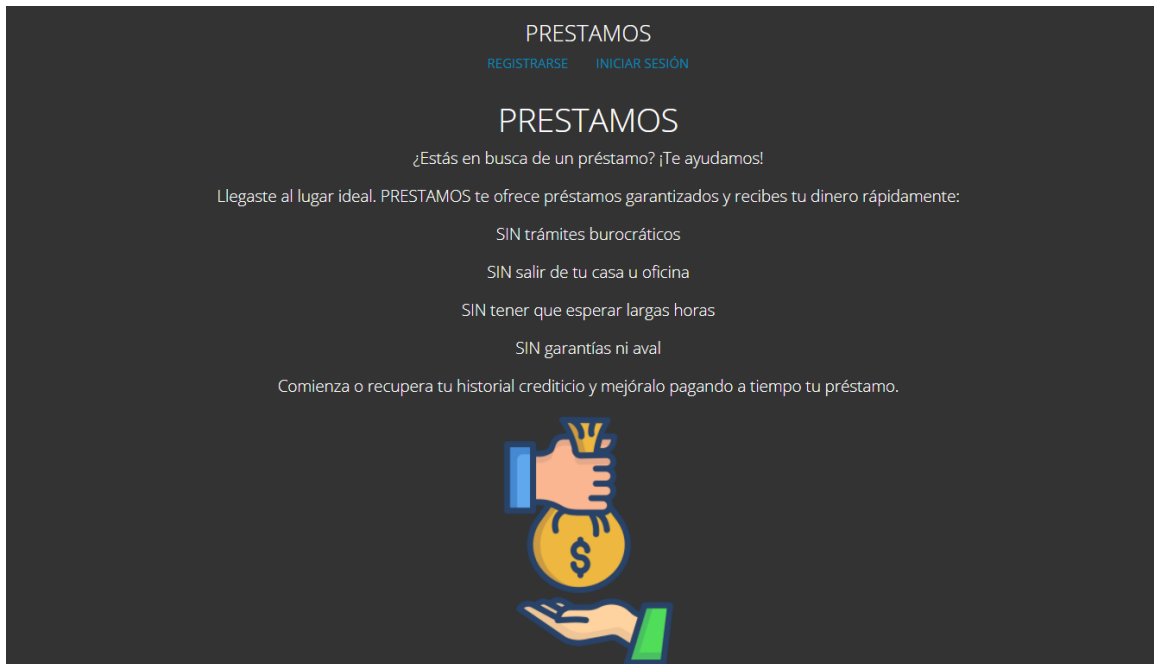 PRESTAMOS
REGISTRARSE INICIAR SESIÓN
PRESTAMOS
¿Estás en busca de un préstamo? ¡Te ayudamos!
Llegaste al lugar ideal. PRESTAMOS te ofrece préstamos garantizados y recibes tu dinero rápidamente:
SIN trámites burocráticos
SIN salir de tu casa u oficina
SIN tener que esperar largas horas
SIN garantías ni aval
Comienza o recupera tu historial crediticio y mejóralo pagando a tiempo tu préstamo.
$